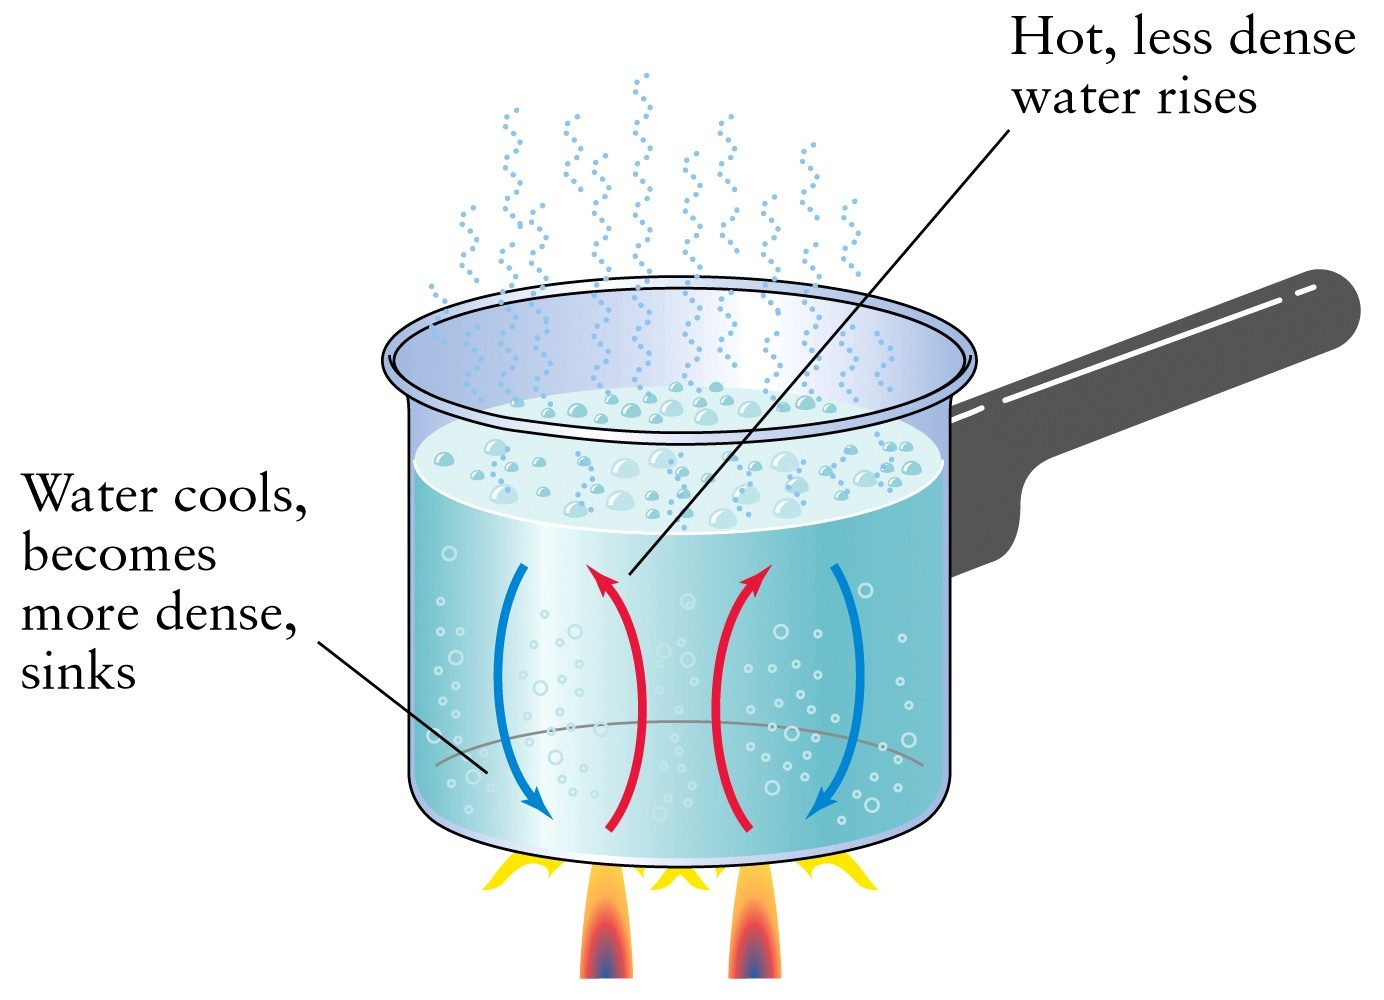 Hot, less dense
water rises
Water cools,
becomes
more dense,
sinks